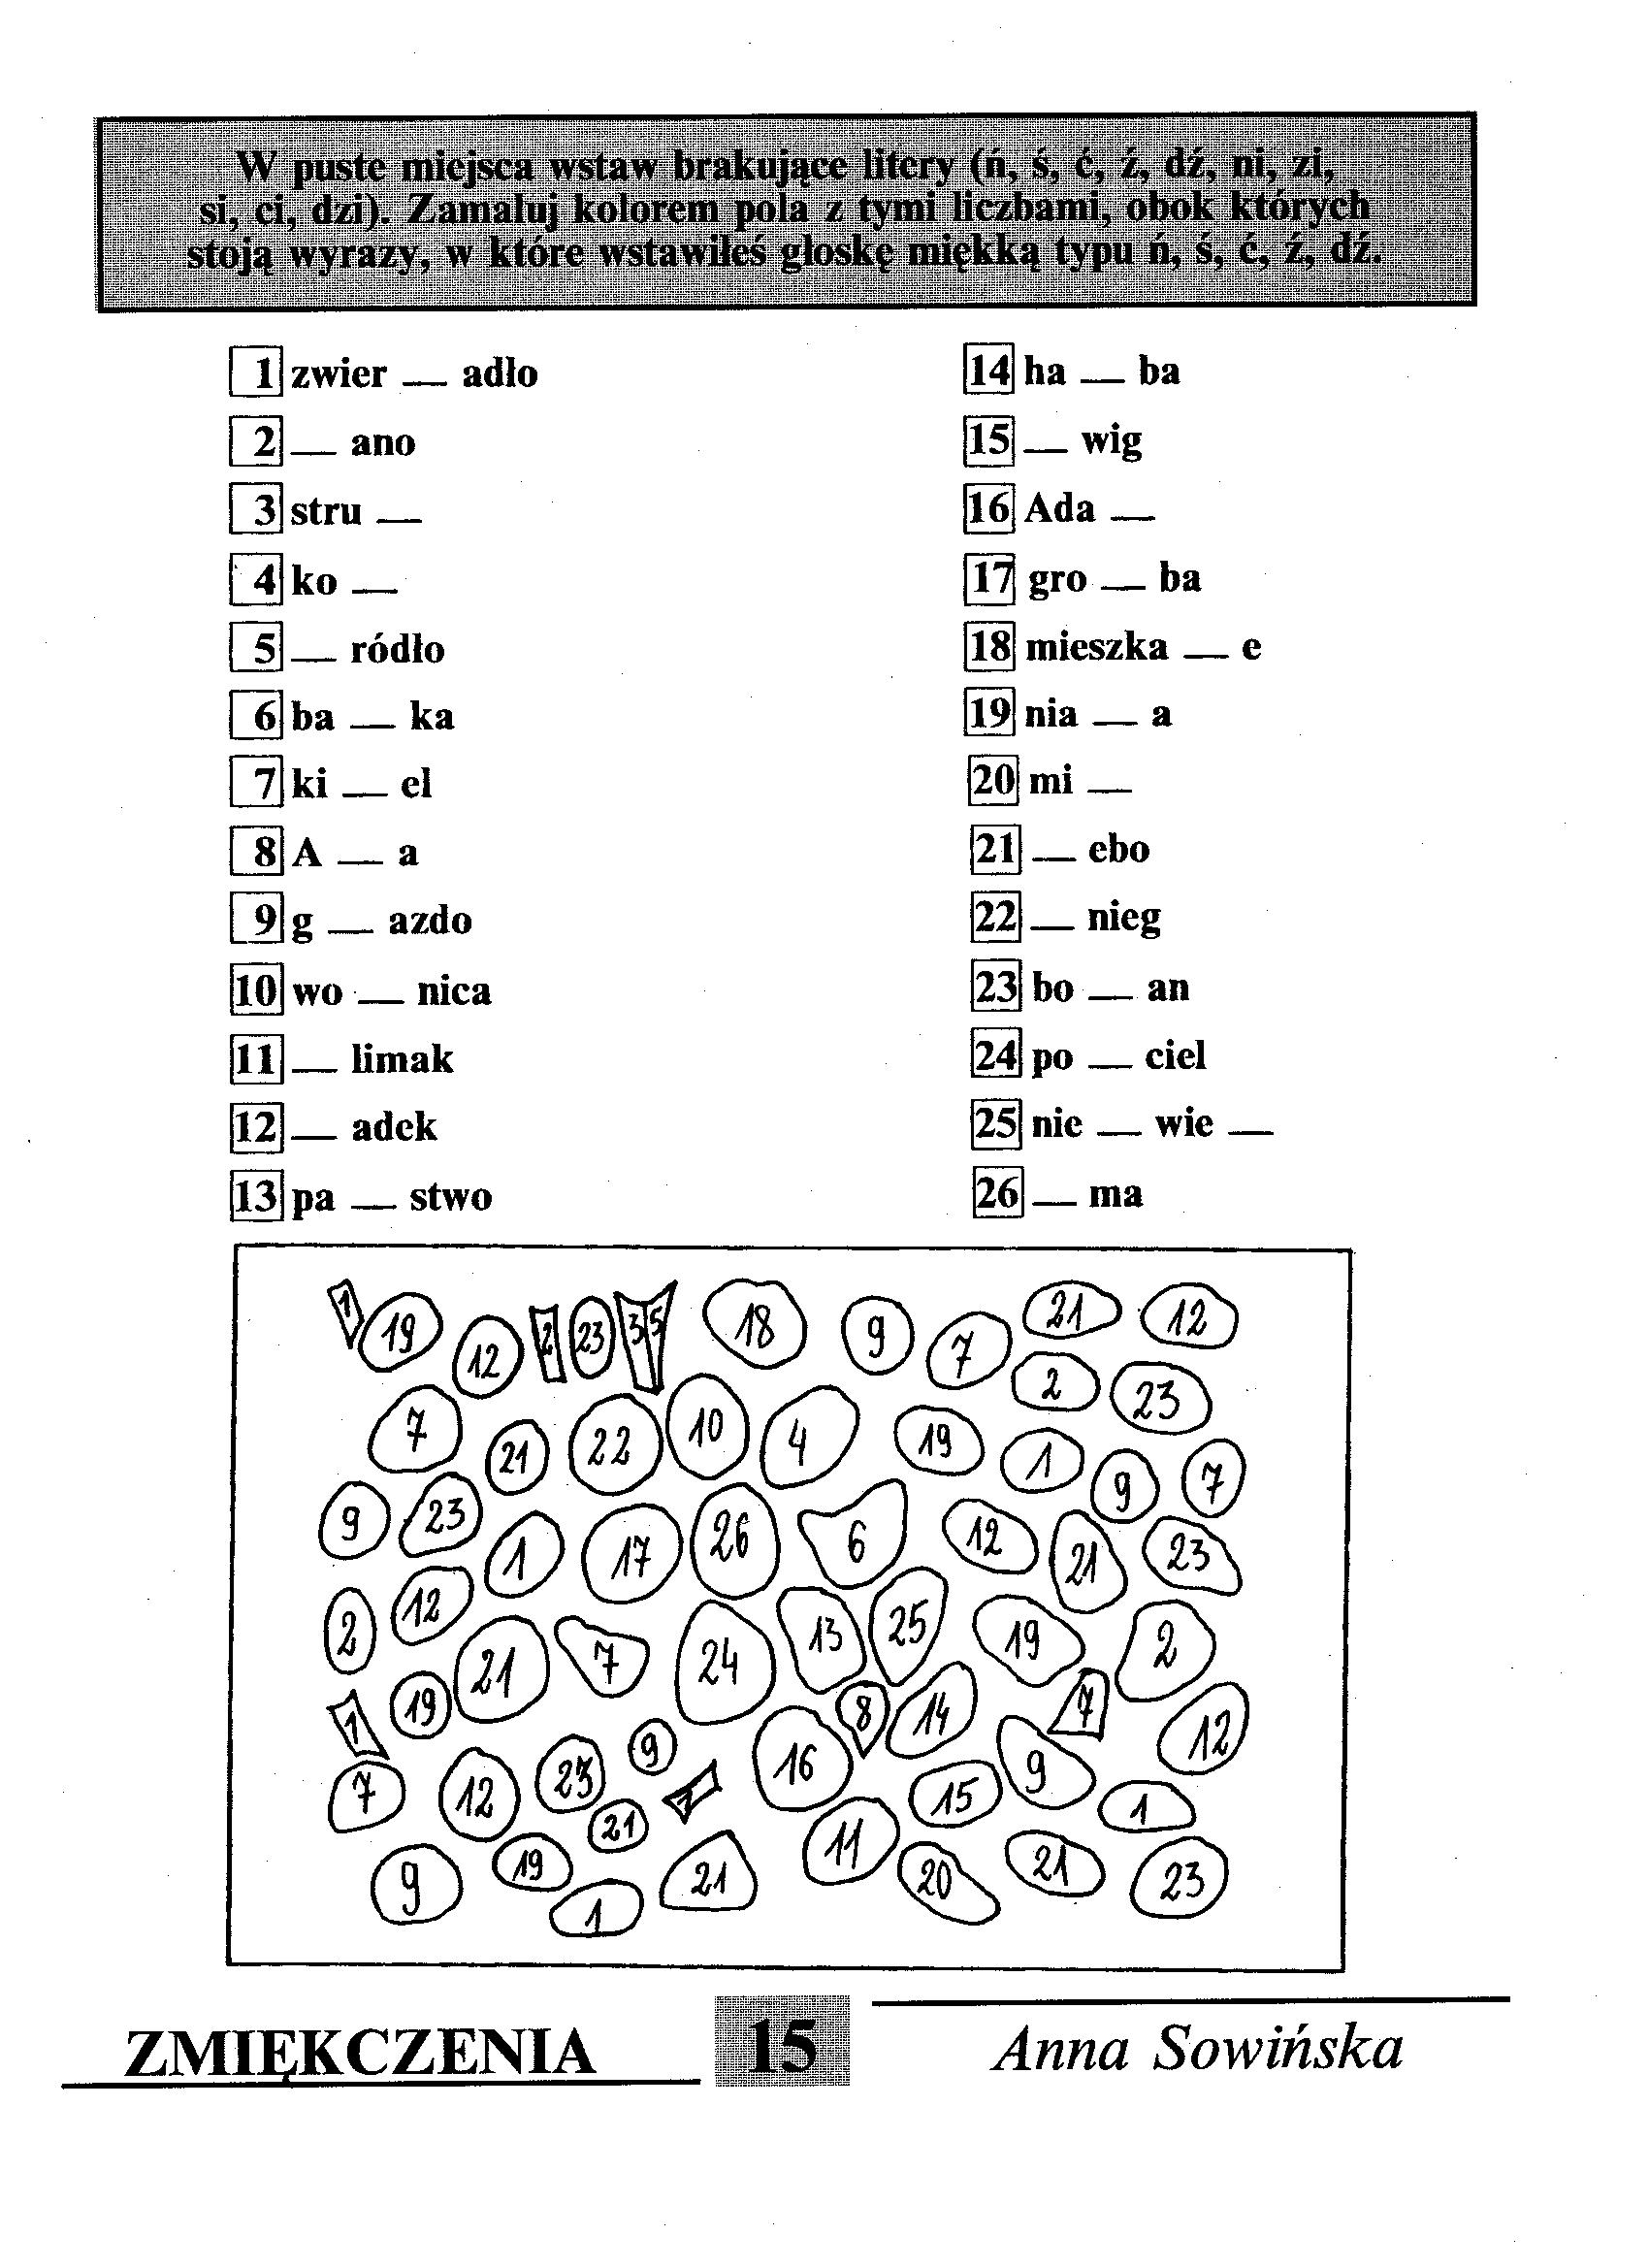 W puste miejsca wstaw brakujące litery (ń, ś, ć, ź, dź, ni, zi,
si, ci, dzi). Zamaluj kolorem pola z tymi liczbami, obok których
stoją wyrazy, w które wstawiłeś głoskę miękką typu ń, ś, ć, ź, dź.
1 zwier __ adło
2 __ ano
3 stru __
4 ko __
5 __ ródło
6 ba __ ka
7 ki __ el
8 A __ a
9 g __ azdo
10 wo __ nica
11 __ limak
12 __ adek
13 pa __ stwo
14 ha __ ba
15 __ wig
16 Ada __
17 gro __ ba
18 mieszka __ e
19 nia __ a
20 mi __
21 __ ebo
22 __ nieg
23 bo __ an
24 po __ ciel
25 nie __ wie __
26 __ ma
1 19 12 2 23 3 5 18 9 7 21 12
2 23
7 21 22 10 4 19 1 9 7
9 23 1 17 26 6 12 21 23
2 12 21 7 24 13 25 19 2
1 19 9 16 8 14 7 12
7 12 23 21 1 15 9 1
9 19 1 21 11 20 21 23
ZMIĘKCZENIA 15 Anna Sowińska